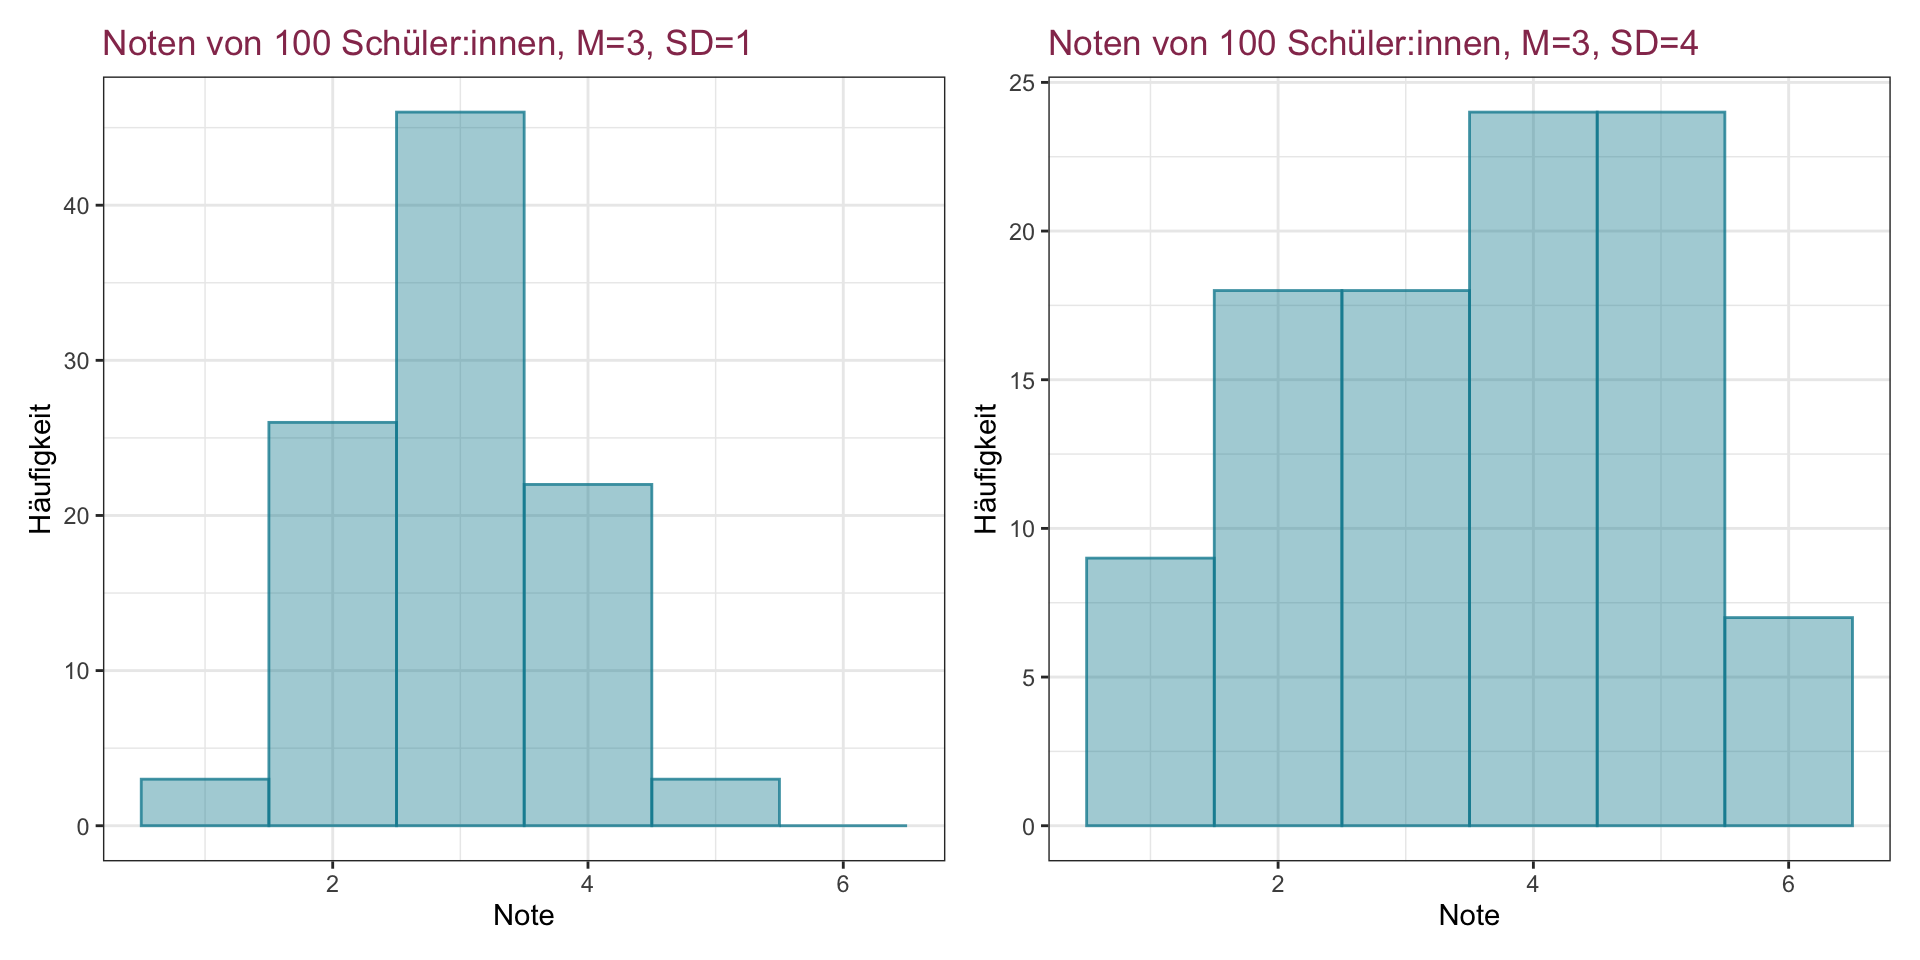 Noten von 100 Schüler:innen, M=3, SD=1
40
30
20
10
0
Häufigkeit
2
4
6
Note
Noten von 100 Schüler:innen, M=3, SD=4
25
20
15
10
5
0
Häufigkeit
2
4
6
Note